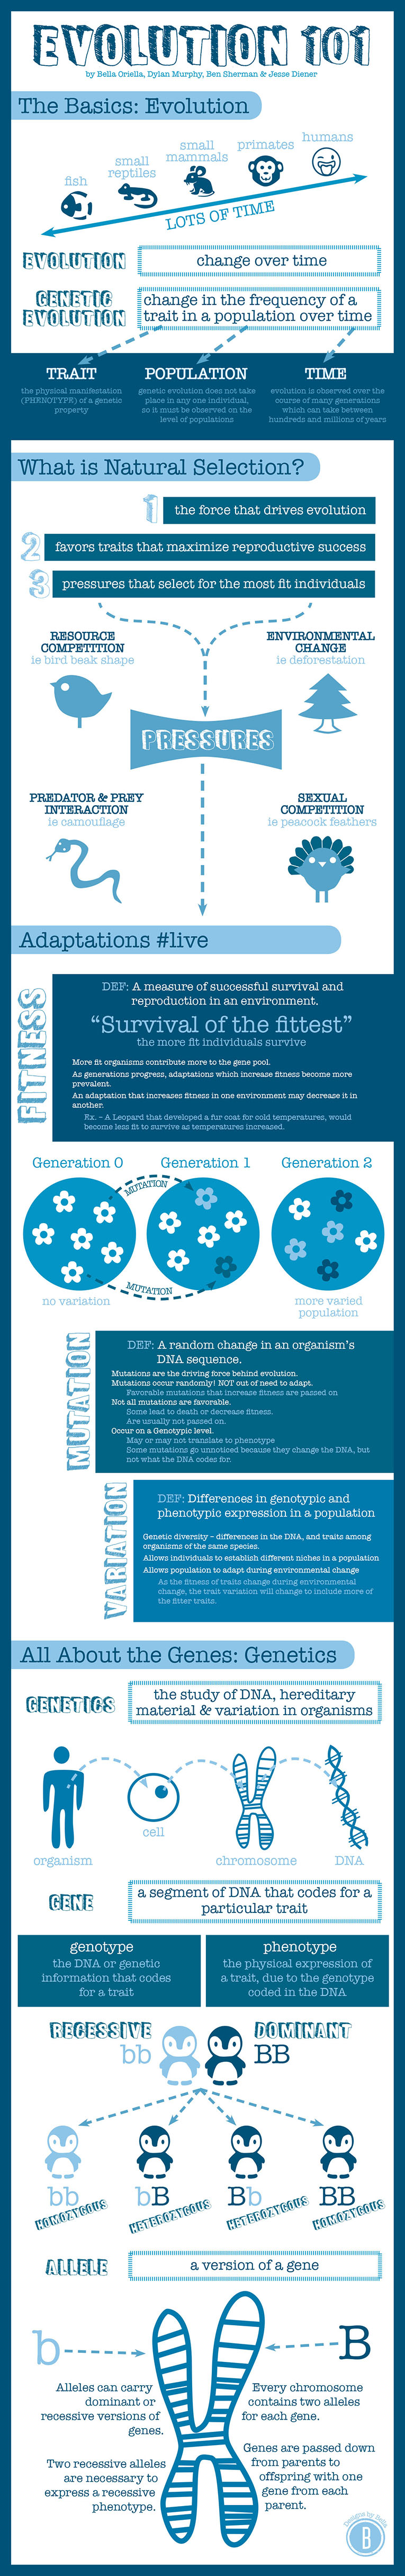 EVOLUTION 101
by Bella Oriella, Dylan Murphy, Ben Sherman & Jesse Diener
The Basics: Evolution
fish
small
reptiles
small
mammals
primates
humans
LOTS OF TIME
EVOLUTION
change over time
GENETIC
EVOLUTION
change in the frequency of a
trait in a population over time
TRAIT
the physical manifestation
(PHENOTYPE) of a genetic
property
POPULATION
genetic evolution does not take
place in any one individual,
so it must be observed on the
level of populations
TIME
evolution is observed over the
course of many generations
which can take between
hundreds and millions of years
What is Natural Selection?
1 the force that drives evolution
2 favors traits that maximize reproductive success
3 pressures that select for the most fit individuals
RESOURCE
COMPETITION
ie bird beak shape
ENVIRONMENTAL
CHANGE
ie deforestation
PRESSURES
PREDATOR & PREY
INTERACTION
ie camouflage
SEXUAL
COMPETITION
ie peacock feathers
Adaptations #live
FITNESS
DEF: A measure of successful survival and
reproduction in an environment.
“Survival of the fittest”
the more fit individuals survive
More fit organisms contribute more to the gene pool.
As generations progress, adaptations which increase fitness become more
prevalent.
An adaptation that increases fitness in one environment may decrease it in
another.
Ex. - A Leopard that developed a fur coat for cold temperatures, would
become less fit to survive as temperatures increased.
Generation 0
Generation 1
Generation 2
MUTATION
MUTATION
no variation
more varied
population
MUTATION
DEF: A random change in an organism's
DNA sequence.
Mutations are the driving force behind evolution.
Mutations occur randomly! NOT out of need to adapt.
Favorable mutations that increase fitness are passed on
Not all mutations are favorable.
Some lead to death or decrease fitness.
Are usually not passed on.
Occur on a Genotypic level.
May or may not translate to phenotype
Some mutations go unnoticed because they change the DNA, but
not what the DNA codes for.
VARIATION
DEF: Differences in genotypic and
phenotypic expression in a population
Genetic diversity - differences in the DNA, and traits among
organisms of the same species.
Allows individuals to establish different niches in a population
Allows population to adapt during environmental change
As the fitness of traits change during environmental
change, the trait variation will change to include more of
the fitter traits.
All About the Genes: Genetics
GENETICS
the study of DNA, hereditary
material & variation in organisms
organism
cell
chromosome
DNA
GENE
a segment of DNA that codes for a
particular trait
genotype
the DNA or genetic
information that codes
for a trait
phenotype
the physical expression of
a trait, due to the genotype
coded in the DNA
RECESSIVE
bb
DOMINANT
BB
bb
HOMOZYGOUS
bB
HETEROZYGOUS
Bb
HETEROZYGOUS
BB
HOMOZYGOUS
ALLELE
a version of a gene
b
B
Alleles can carry
dominant or
recessive versions of
genes.
Every chromosome
contains two alleles
for each gene.
Two recessive alleles
are necessary to
express a recessive
phenotype.
Genes are passed down
from parents to
offspring with one
gene from each
parent.
Designs by Bella
B